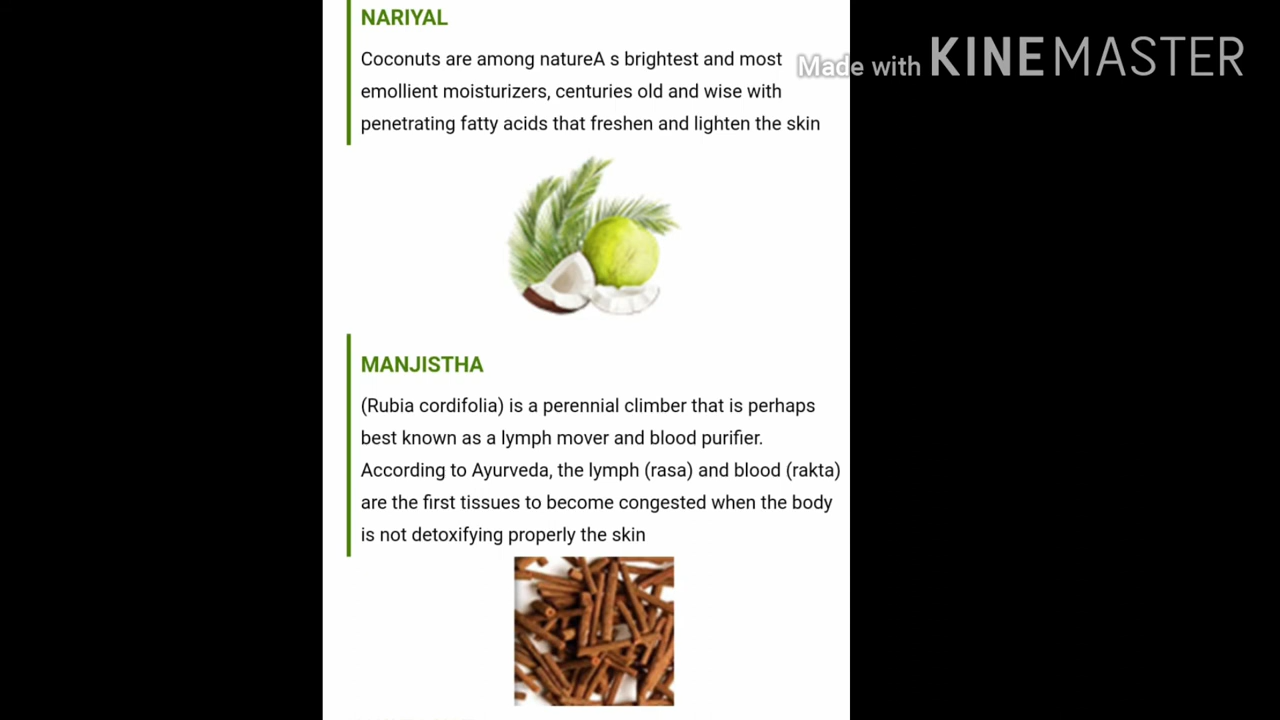 NARIYAL
Coconuts are among natureA s brightest and most
emollient moisturizers, centuries old and wise with
penetrating fatty acids that freshen and lighten the skin
Made with KINEMASTER
MANJISTHA
(Rubia cordifolia) is a perennial climber that is perhaps
best known as a lymph mover and blood purifier.
According to Ayurveda, the lymph (rasa) and blood (rakta)
are the first tissues to become congested when the body
is not detoxifying properly the skin